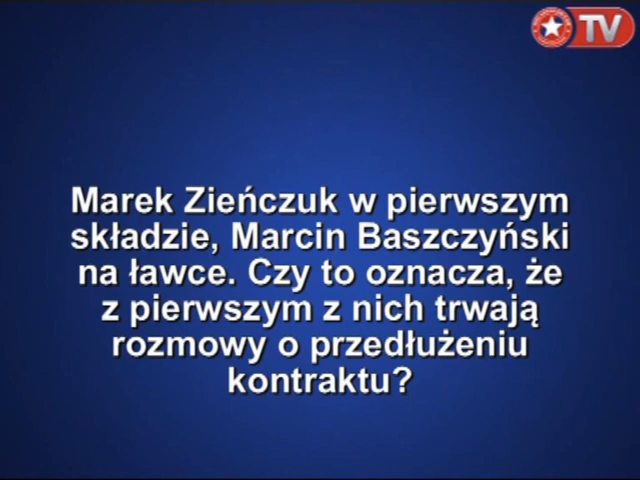 TV
Marek Zieńczuk w pierwszym
składzie, Marcin Baszczyński
na ławce. Czy to oznacza, że
z pierwszym z nich trwają
rozmowy o przedłużeniu
kontraktu?